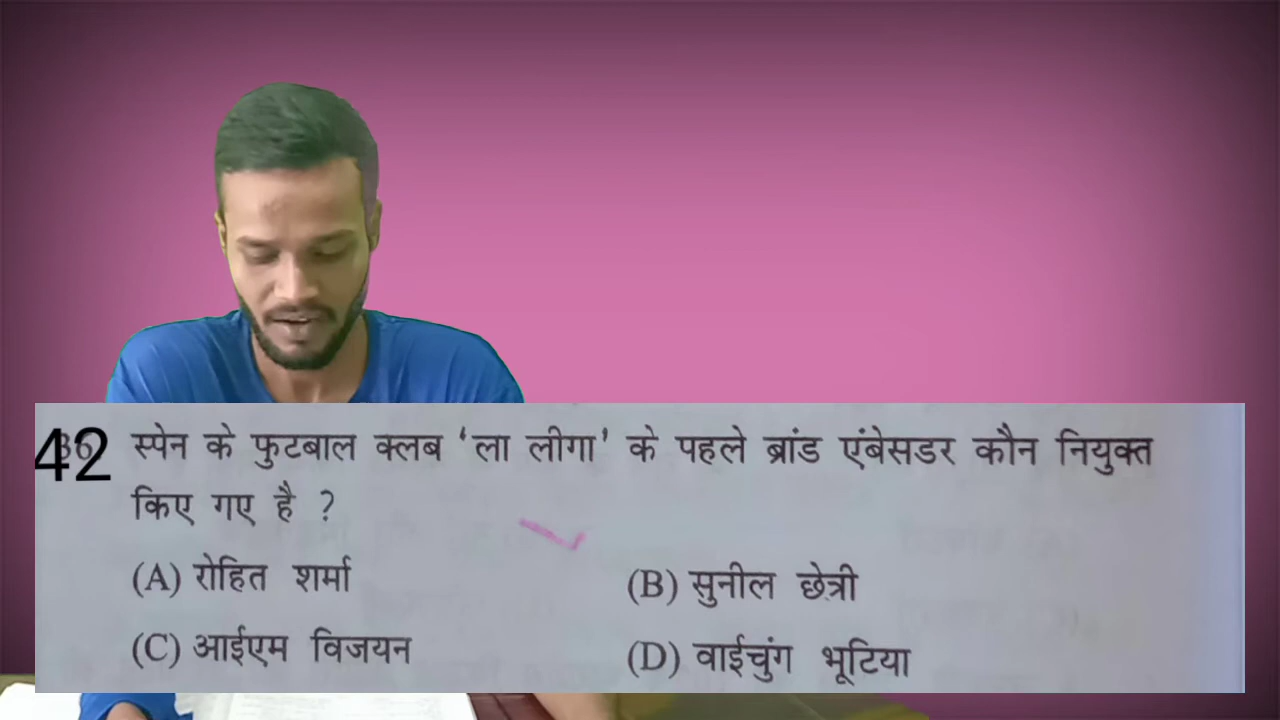 42 स्पेन के फुटबाल क्लब 'ला लीगा' के पहले ब्रांड एंबेसडर कौन नियुक्त
किए गए है ?
(A) रोहित शर्मा (B) सुनील छेत्री
(C) आईएम विजयन (D) वाईचुंग भूटिया